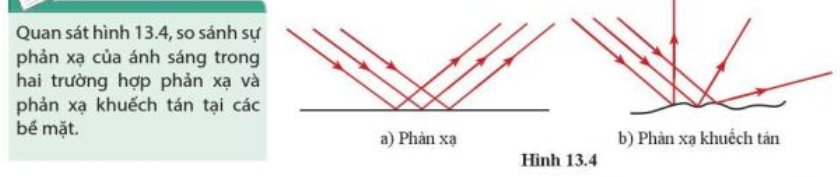 Quan sát hình 13.4, so sánh sự
phản xạ của ánh sáng trong
hai trường hợp phản xạ và
phản xạ khuếch tán tại các
bề mặt.
a) Phản xạ
b) Phản xạ khuếch tán
Hình 13.4